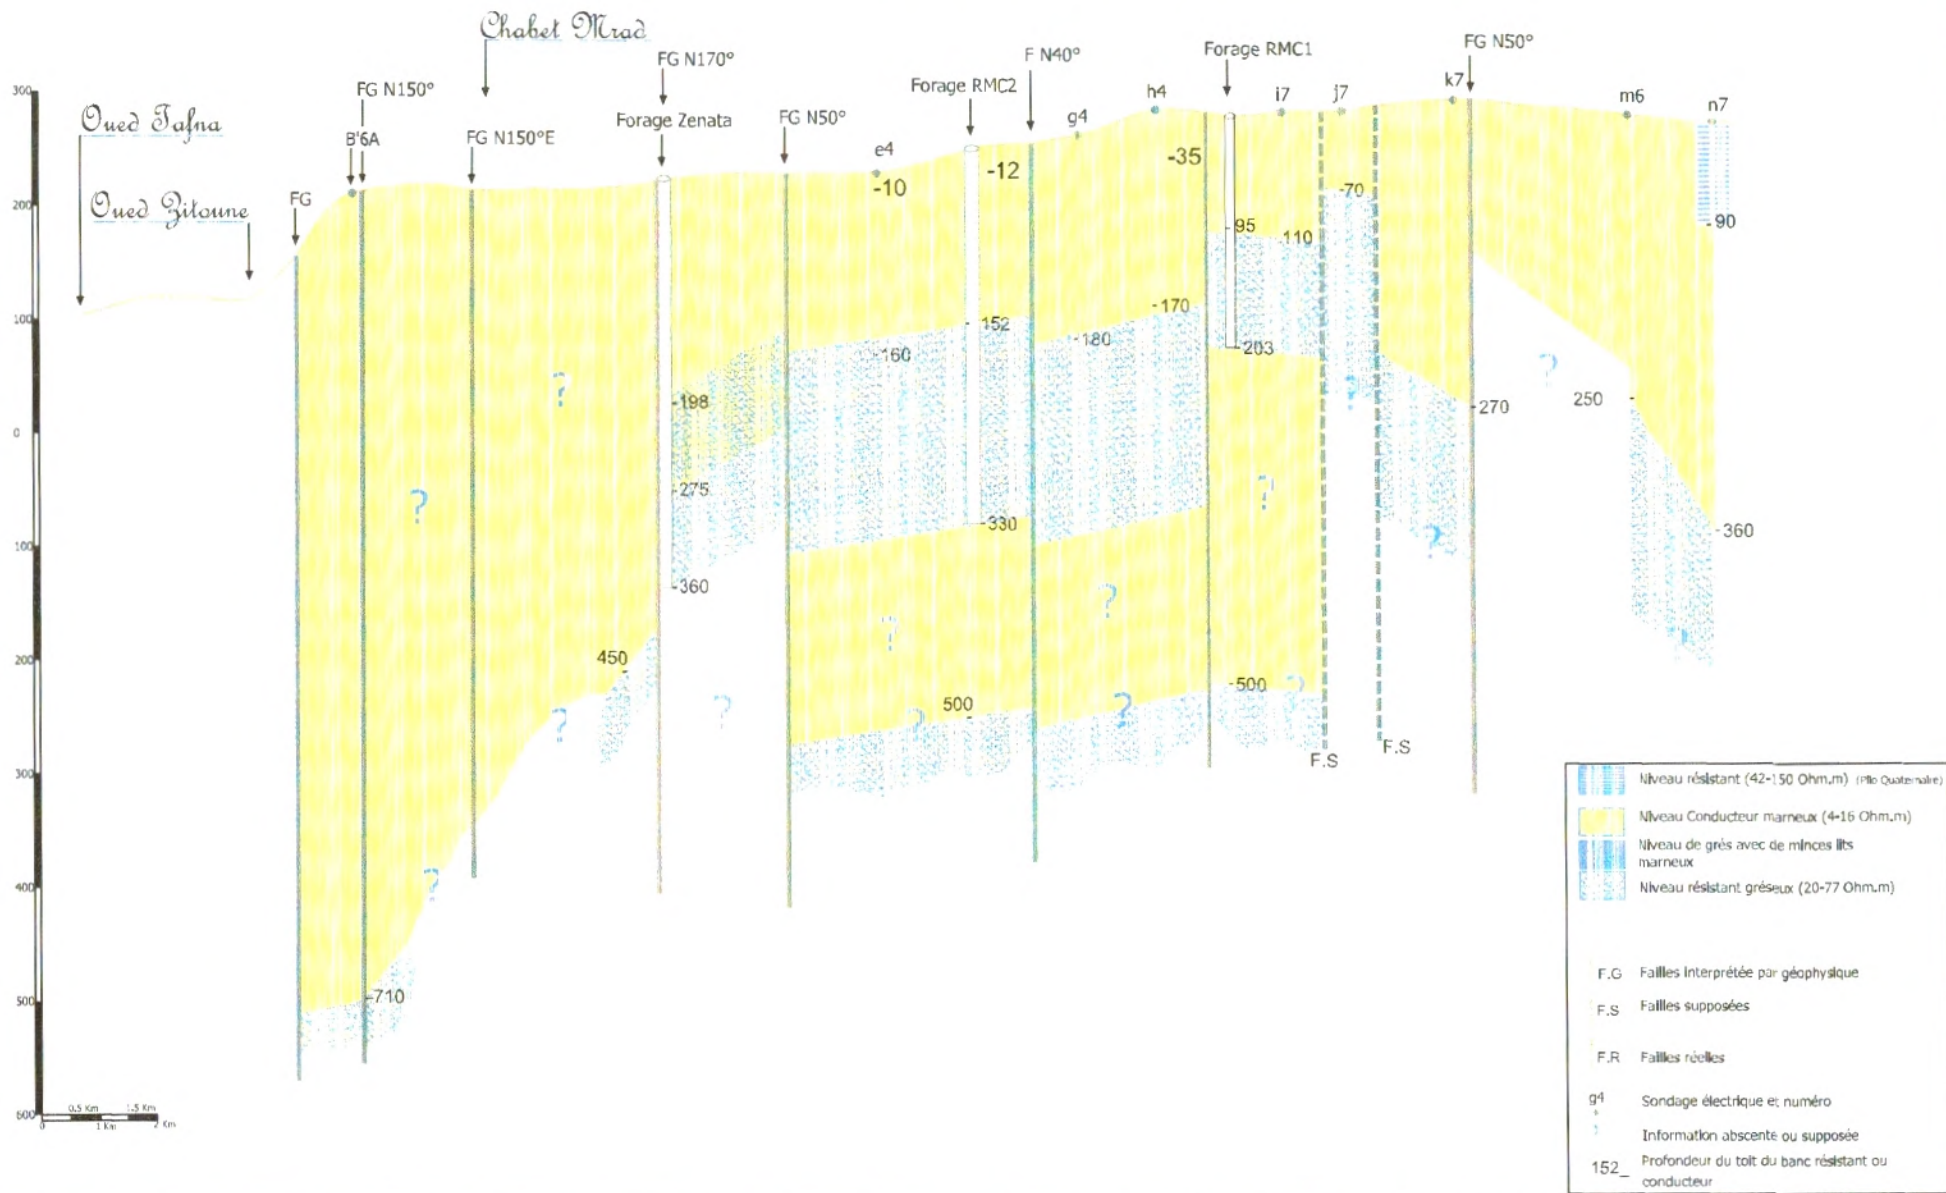 Chabet Mrad
FG N170°
F N40°
Forage RMC1
FG N50°
FG N150°
Forage RMC2
h4
i7
j7
k7
m6
n7
300
Oued Tafna
Forage Zenata
FG N50°
g4
B'6A
FG N150°E
e4
-12
-35
-10
-70
200
Oued Zitoune
FG
-95
-110
-90
100
-152
-170
-160
-180
-203
?
?
?
-198
250
-270
0
-275
?
?
-330
?
-360
100
-360
?
?
450
200
500
?
?
?
?
-500
?
F.S
F.S
300
?
400
-710
500
600
0.5 Km
1.5 Km
0
1 Km
2 Km
Niveau résistant (42-150 Ohm.m) (Plio Quaternaire)
Niveau Conducteur marneux (4-16 Ohm.m)
Niveau de grés avec de minces lits
marneux
Niveau résistant gréseux (20-77 Ohm.m)
F.G Failles interprétée par géophysique
F.S Failles supposées
F.R Failles réelles
g4 Sondage électrique et numéro
? Information abscente ou supposée
152_ Profondeur du toit du banc résistant ou
conducteur